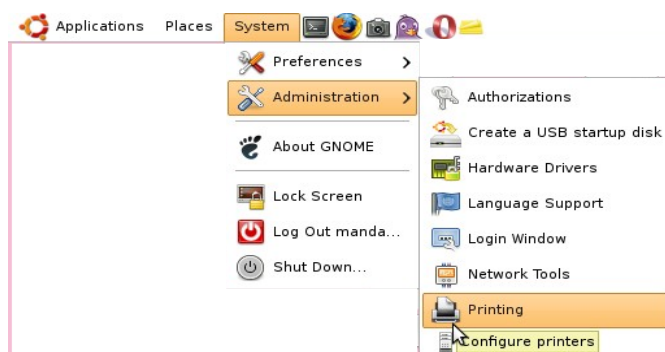 Applications Places System
Preferences
Administration
About GNOME
Lock Screen
Log Out manda...
Shut Down...
Authorizations
Create a USB startup disk
Hardware Drivers
Language Support
Login Window
Network Tools
Printing
Configure printers